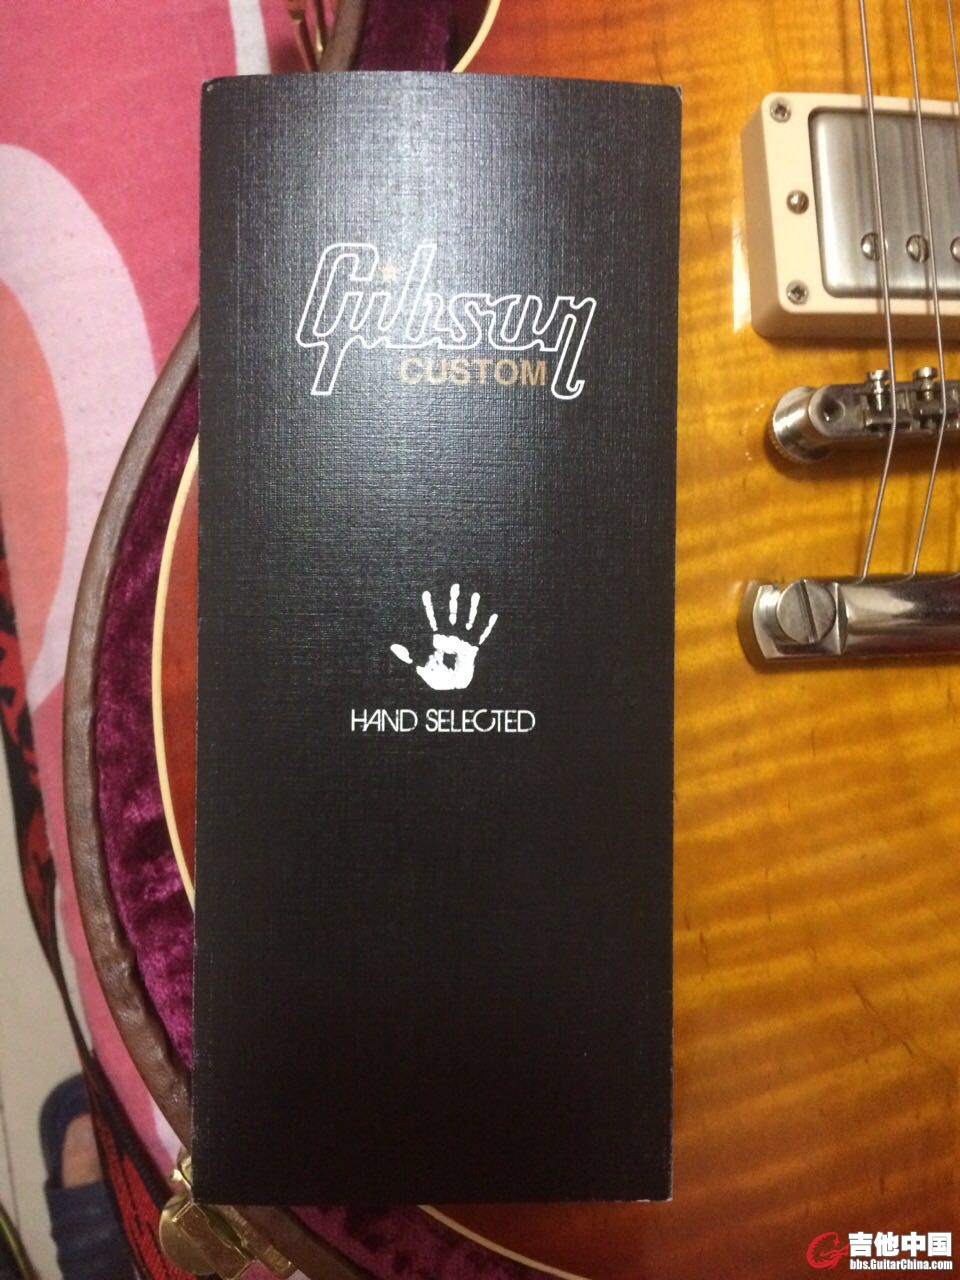 Gibson
CUSTOM
HAND SELECTED
吉他中国
bbs.GuitarChina.com